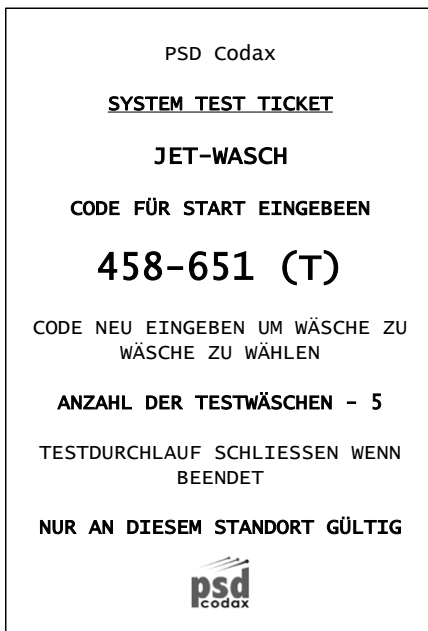 PSD Codax
SYSTEM TEST TICKET
JET-WASCH
CODE FÜR START EINGEBEEN
458-651 (T)
CODE NEU EINGEBEN UM WÄSCHE ZU
WÄSCHE ZU WÄHLEN
ANZAHL DER TESTWÄSCHEN - 5
TESTDURCHLAUF SCHLIESSEN WENN
BEENDET
NUR AN DIESEM STANDORT GÜLTIG
psd
codax